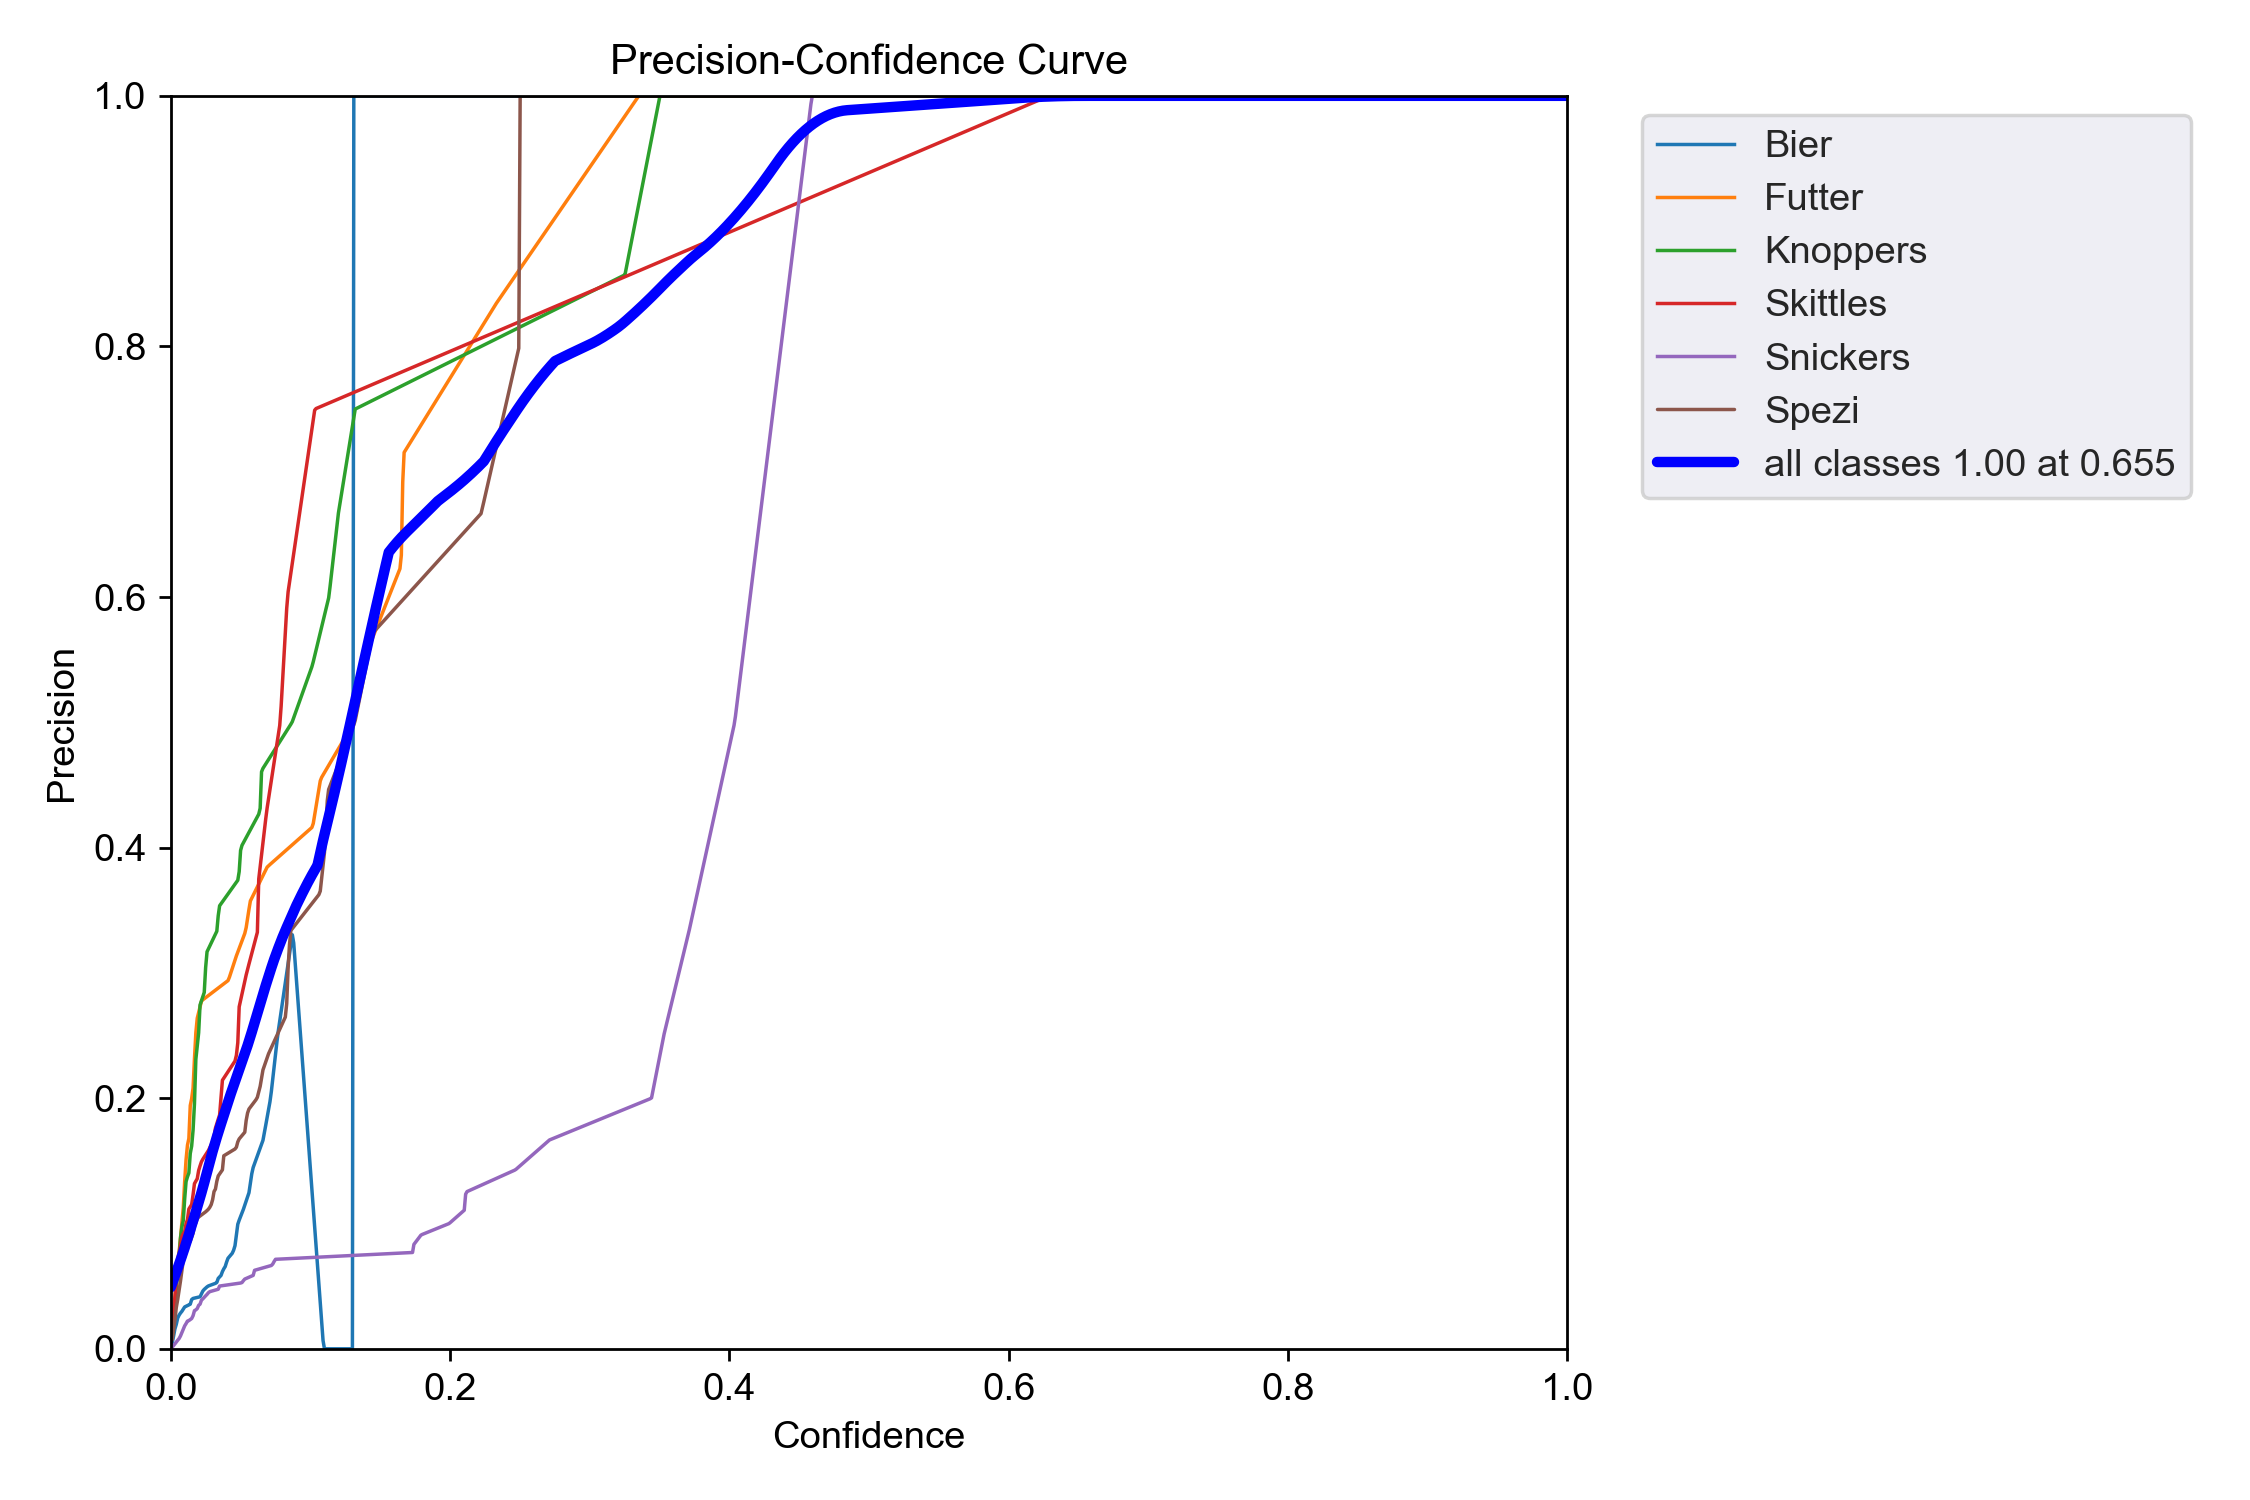 Precision-Confidence Curve
1.0
0.8
0.6
0.4
0.2
0.0
Precision
0.0 0.2 0.4 0.6 0.8 1.0
Confidence
Bier
Futter
Knoppers
Skittles
Snickers
Spezi
all classes 1.00 at 0.655